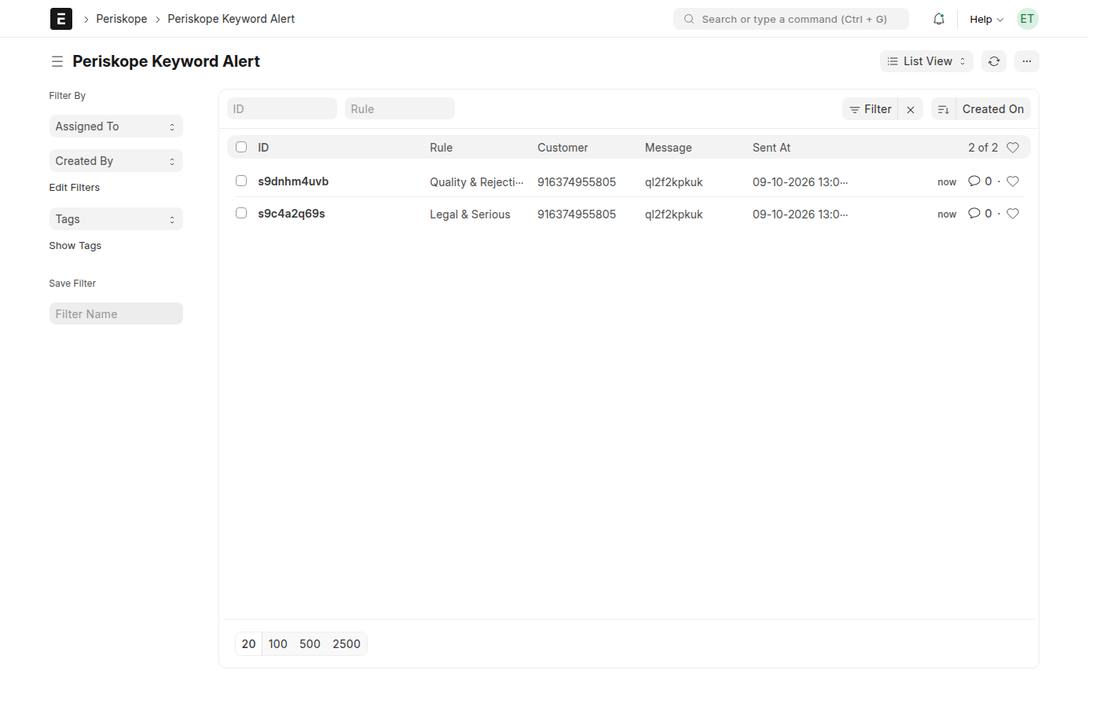 Periskope
Periskope Keyword Alert
Search or type a command (Ctrl + G)
Help
ET
Periskope Keyword Alert
List View
Filter By
Assigned To
Created By
Edit Filters
Tags
Show Tags
Save Filter
Filter Name
ID
Rule
Filter
Created On
ID Rule Customer Message Sent At 2 of 2
s9dnhm4uvb Quality & Rejecti... 916374955805 ql2f2kpkuk 09-10-2026 13:0... now 0 ·
s9c4a2q69s Legal & Serious 916374955805 ql2f2kpkuk 09-10-2026 13:0... now 0 ·
20 100 500 2500